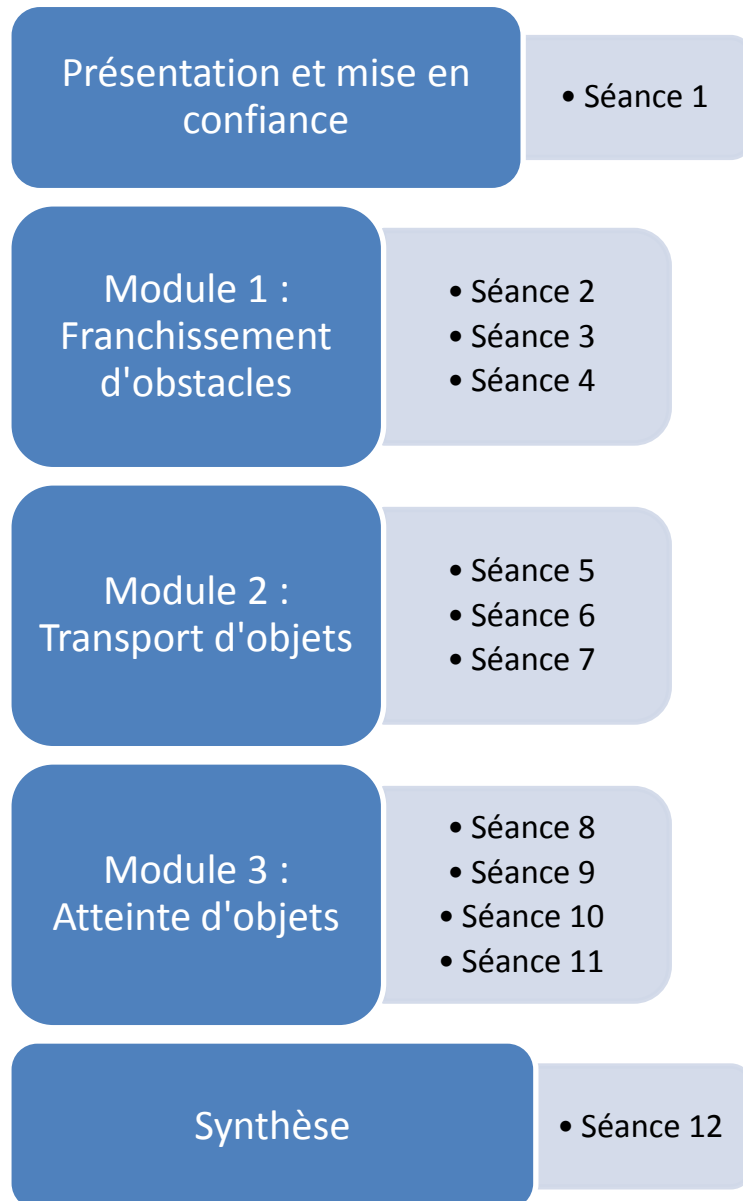 Présentation et mise en
confiance
• Séance 1
Module 1 :
Franchissement
d'obstacles
• Séance 2
• Séance 3
• Séance 4
Module 2 :
Transport d'objets
• Séance 5
• Séance 6
• Séance 7
Module 3 :
Atteinte d'objets
• Séance 8
• Séance 9
• Séance 10
• Séance 11
Synthèse
• Séance 12